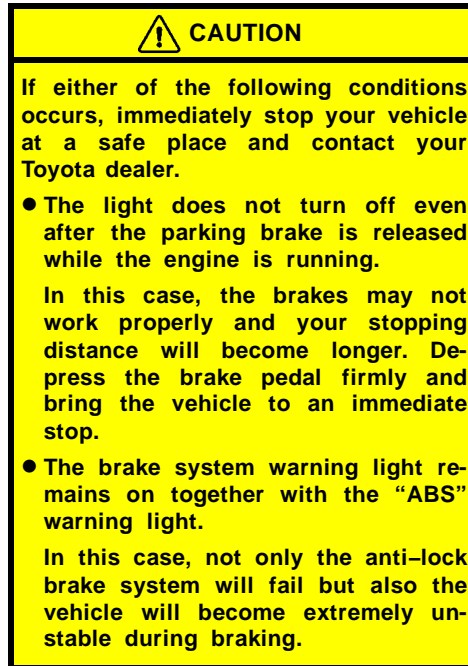 CAUTION
If either of the following conditions
occurs, immediately stop your vehicle
at a safe place and contact your
Toyota dealer.
● The light does not turn off even
after the parking brake is released
while the engine is running.
In this case, the brakes may not
work properly and your stopping
distance will become longer. De-
press the brake pedal firmly and
bring the vehicle to an immediate
stop.
● The brake system warning light re-
mains on together with the “ABS”
warning light.
In this case, not only the anti–lock
brake system will fail but also the
vehicle will become extremely un-
stable during braking.